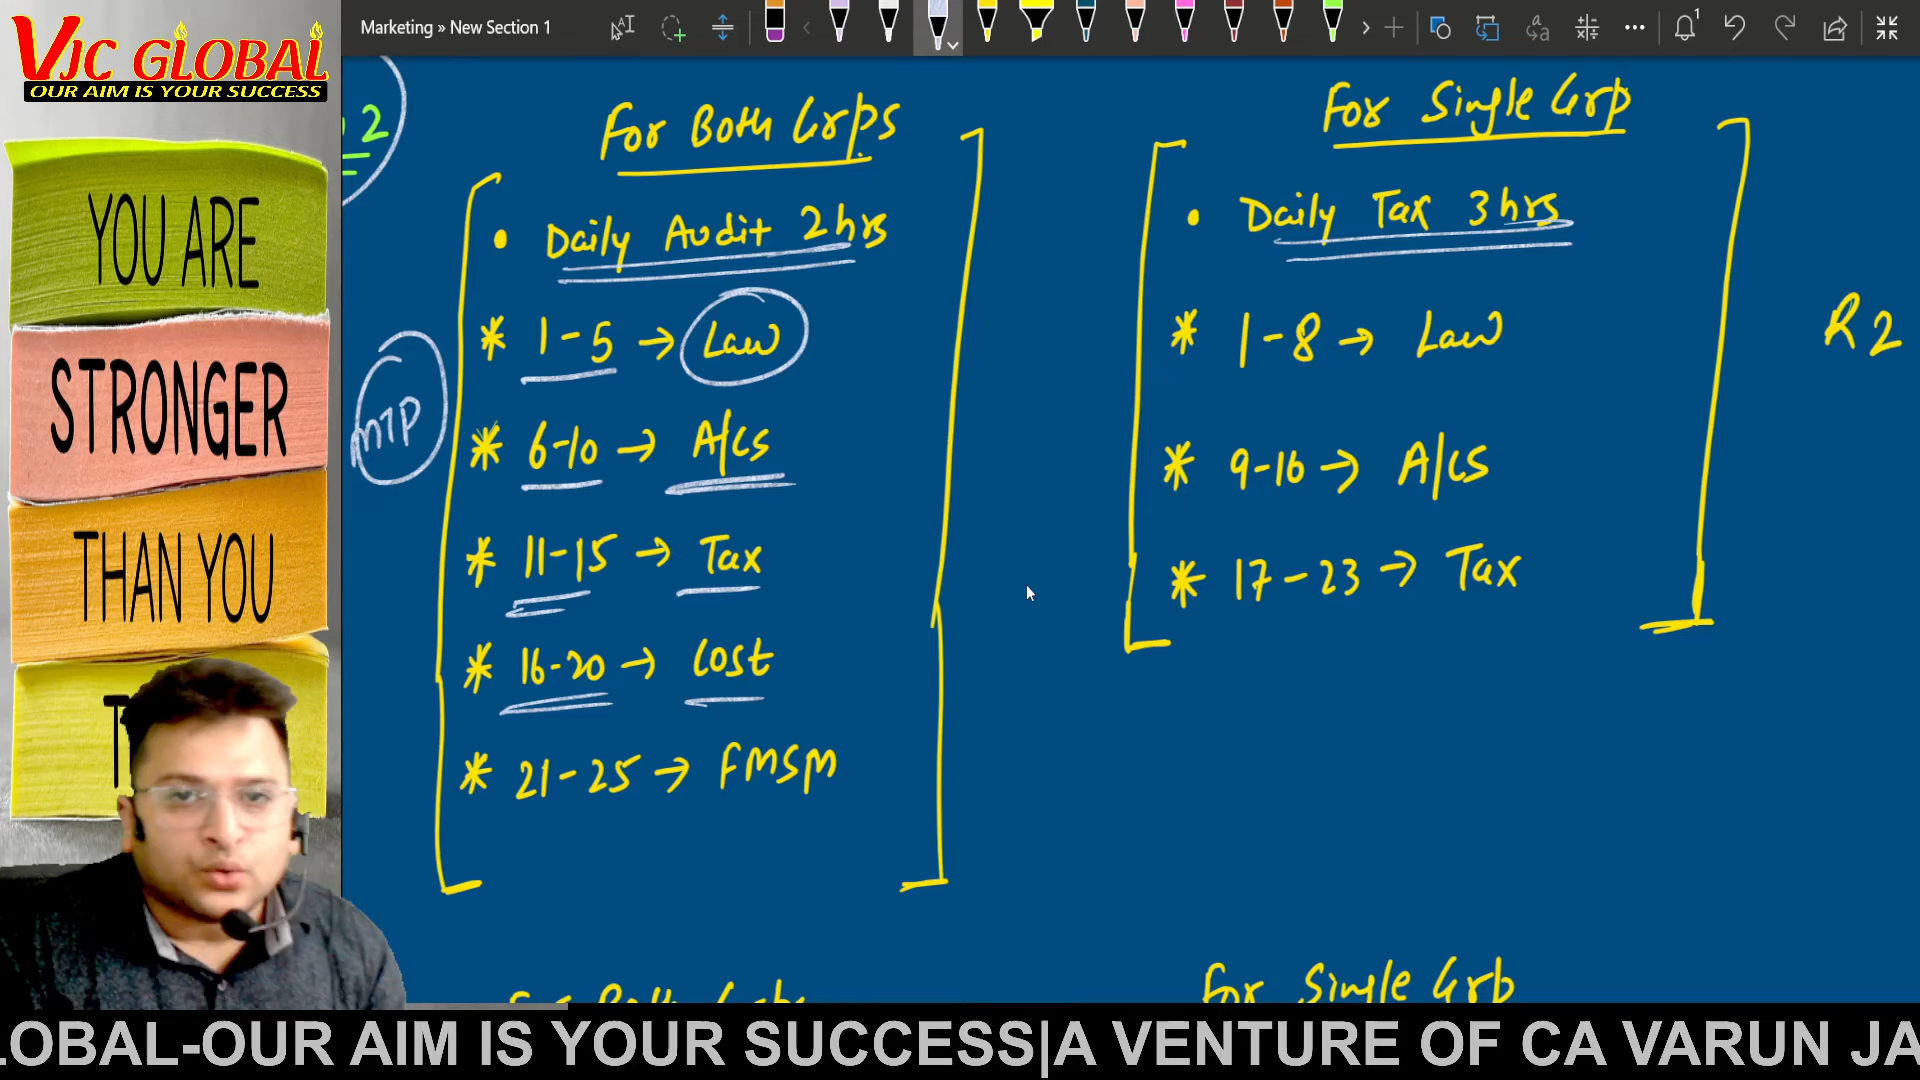 VJC GLOBAL
OUR AIM IS YOUR SUCCESS
Marketing » New Section 1
YOU ARE
STRONGER
THAN YOU
2
For Both Grps
• Daily Audit 2hrs
* 1-5 → Law
MTP
* 6-10 → A/cs
* 11-15 → Tax
* 16-20 → Cost
* 21-25 → FMSM
For Single Grp
• Daily Tax 3hrs
* 1-8 → Law
* 9-16 → A/cs
* 17-23 → Tax
R2
For Both Grps
For Single Grp
LOBAL-OUR AIM IS YOUR SUCCESS|A VENTURE OF CA VARUN JA